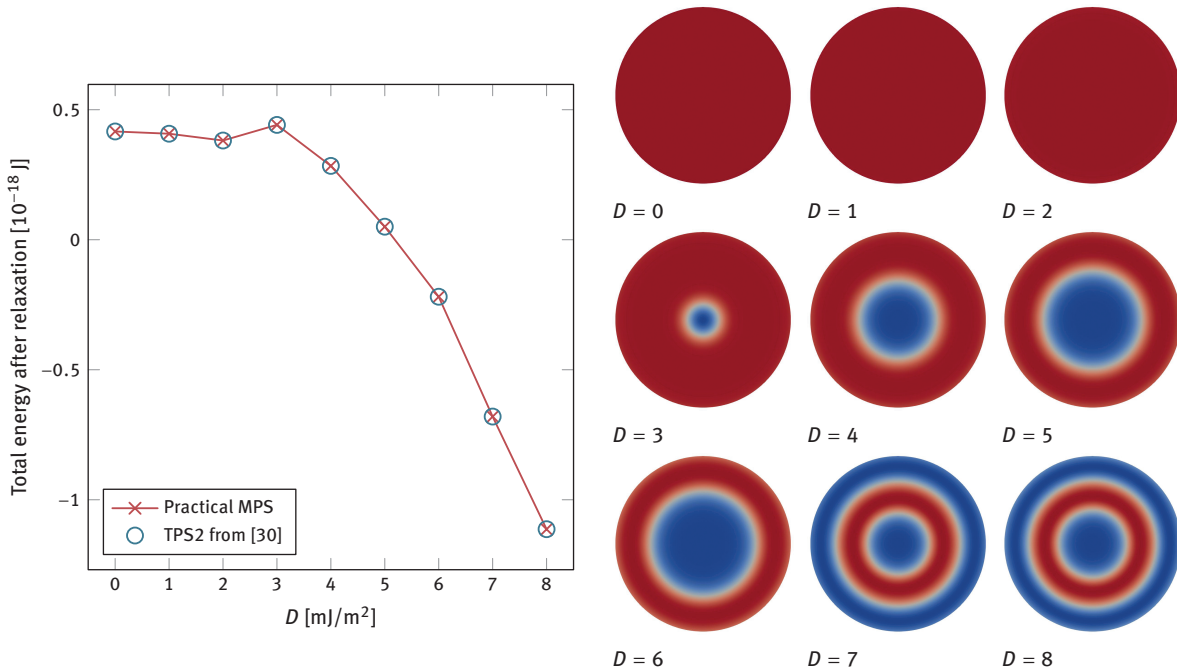 Total energy after relaxation [10⁻¹⁸ J]
0.5
0
−0.5
−1
Practical MPS
TPS2 from [30]
0 1 2 3 4 5 6 7 8
D [mJ/m²]
D = 0 D = 1 D = 2
D = 3 D = 4 D = 5
D = 6 D = 7 D = 8